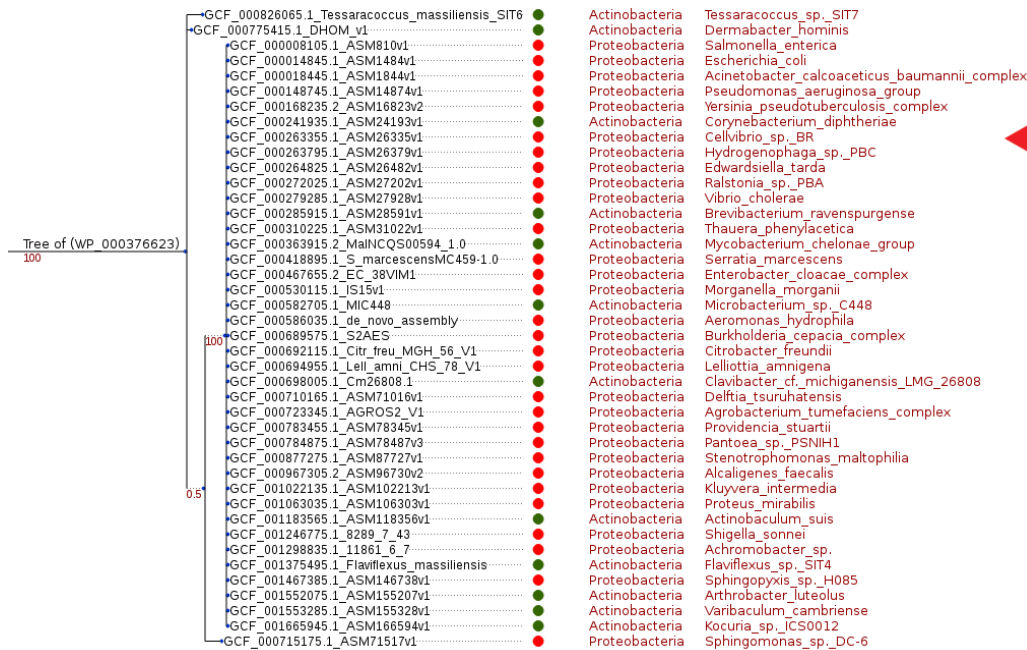 GCF_000826065.1_Tessaracoccus_massiliensis_SIT6 Actinobacteria Tessaracoccus_sp._SIT7
GCF_000775415.1_DHOM_v1 Actinobacteria Dermabacter_hominis
GCF_000008105.1_ASM810v1 Proteobacteria Salmonella_enterica
GCF_000014845.1_ASM1484v1 Proteobacteria Escherichia_coli
GCF_000018445.1_ASM1844v1 Proteobacteria Acinetobacter_calcoaceticus_baumannii_complex
GCF_000148745.1_ASM14874v1 Proteobacteria Pseudomonas_aeruginosa_group
GCF_000168235.2_ASM16823v2 Proteobacteria Yersinia_pseudotuberculosis_complex
GCF_000241935.1_ASM24193v1 Actinobacteria Corynebacterium_diphtheriae
GCF_000263355.1_ASM26335v1 Proteobacteria Cellvibrio_sp._BR
GCF_000263795.1_ASM26379v1 Proteobacteria Hydrogenophaga_sp._PBC
GCF_000264825.1_ASM26482v1 Proteobacteria Edwardsiella_tarda
GCF_000272025.1_ASM27202v1 Proteobacteria Ralstonia_sp._PBA
GCF_000279285.1_ASM27928v1 Proteobacteria Vibrio_cholerae
GCF_000285915.1_ASM28591v1 Actinobacteria Brevibacterium_ravenspurgense
GCF_000310225.1_ASM31022v1 Proteobacteria Thauera_phenylacetica
Tree of (WP_000376623) GCF_000363915.2_MalNCQS00594_1.0 Actinobacteria Mycobacterium_chelonae_group
100 GCF_000418895.1_S_marcescensMC459-1.0 Proteobacteria Serratia_marcescens
GCF_000467655.2_EC_38VIM1 Proteobacteria Enterobacter_cloacae_complex
GCF_000530115.1_IS15v1 Proteobacteria Morganella_morganii
GCF_000582705.1_MIC448 Actinobacteria Microbacterium_sp._C448
GCF_000586035.1_de_novo_assembly Proteobacteria Aeromonas_hydrophila
100 GCF_000689575.1_S2AES Proteobacteria Burkholderia_cepacia_complex
GCF_000692115.1_Citr_freu_MGH_56_V1 Proteobacteria Citrobacter_freundii
GCF_000694955.1_Lell_amni_CHS_78_V1 Proteobacteria Lelliottia_amnigena
GCF_000698005.1_Cm26808.1 Actinobacteria Clavibacter_cf._michiganensis_LMG_26808
GCF_000710165.1_ASM71016v1 Proteobacteria Delftia_tsuruhatensis
GCF_000723345.1_AGROS2_V1 Proteobacteria Agrobacterium_tumefaciens_complex
GCF_000783455.1_ASM78345v1 Proteobacteria Providencia_stuartii
GCF_000784875.1_ASM78487v3 Proteobacteria Pantoea_sp._PSNIH1
GCF_000877275.1_ASM87727v1 Proteobacteria Stenotrophomonas_maltophilia
GCF_000967305.2_ASM96730v2 Proteobacteria Alcaligenes_faecalis
0.5 GCF_001022135.1_ASM102213v1 Proteobacteria Kluyvera_intermedia
GCF_001063035.1_ASM106303v1 Proteobacteria Proteus_mirabilis
GCF_001183565.1_ASM118356v1 Actinobacteria Actinobaculum_suis
GCF_001246775.1_8289_7_43 Proteobacteria Shigella_sonnei
GCF_001298835.1_11861_6_7 Proteobacteria Achromobacter_sp.
GCF_001375495.1_Flaviflexus_massiliensis Actinobacteria Flaviflexus_sp._SIT4
GCF_001467385.1_ASM146738v1 Proteobacteria Sphingopyxis_sp._H085
GCF_001552075.1_ASM155207v1 Actinobacteria Arthrobacter_luteolus
GCF_001553285.1_ASM155328v1 Actinobacteria Varibaculum_cambriense
GCF_001665945.1_ASM166594v1 Actinobacteria Kocuria_sp._ICS0012
GCF_000715175.1_ASM71517v1 Proteobacteria Sphingomonas_sp._DC-6